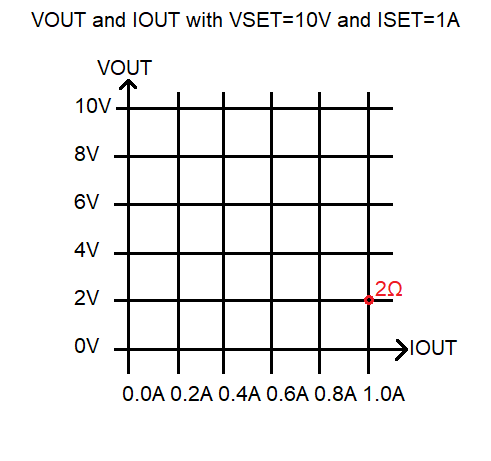 VOUT and IOUT with VSET=10V and ISET=1A
VOUT
10V
8V
6V
4V
2V
2Ω
0V
IOUT
0.0A 0.2A 0.4A 0.6A 0.8A 1.0A